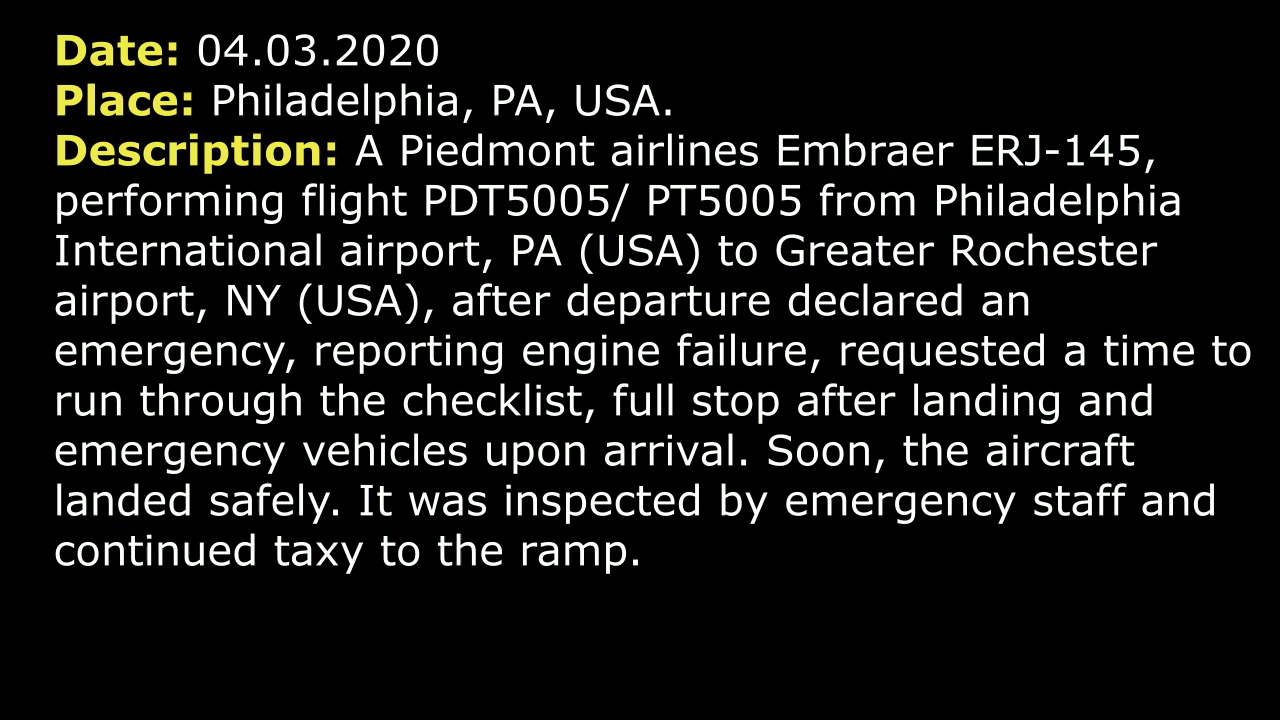 Date: 04.03.2020
Place: Philadelphia, PA, USA.
Description: A Piedmont airlines Embraer ERJ-145,
performing flight PDT5005/ PT5005 from Philadelphia
International airport, PA (USA) to Greater Rochester
airport, NY (USA), after departure declared an
emergency, reporting engine failure, requested a time to
run through the checklist, full stop after landing and
emergency vehicles upon arrival. Soon, the aircraft
landed safely. It was inspected by emergency staff and
continued taxy to the ramp.